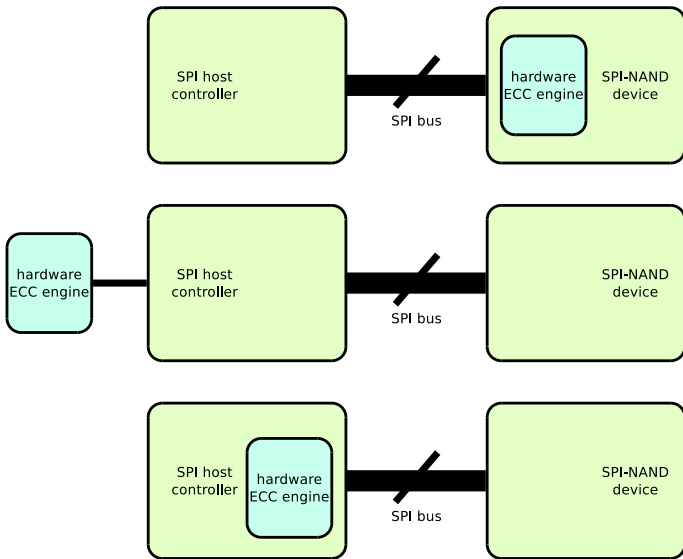 SPI host
controller
SPI bus
hardware
ECC engine
SPI-NAND
device
hardware
ECC engine
SPI host
controller
SPI bus
SPI-NAND
device
SPI host
controller
hardware
ECC engine
SPI bus
SPI-NAND
device